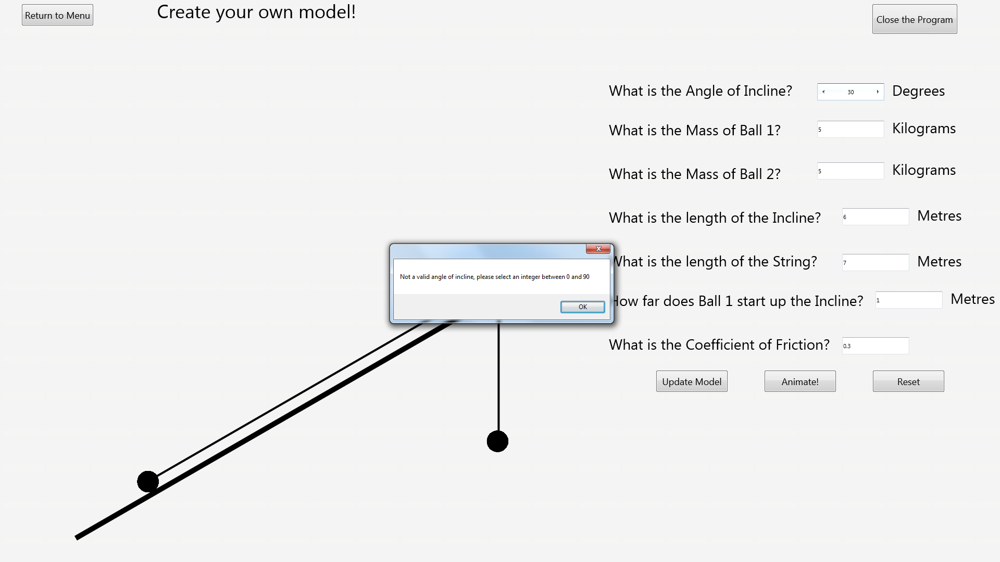 Return to Menu
Create your own model!
Close the Program
What is the Angle of Incline?
30
Degrees
What is the Mass of Ball 1?
5
Kilograms
What is the Mass of Ball 2?
5
Kilograms
What is the length of the Incline?
6
Metres
What is the length of the String?
7
Metres
Not a valid angle of incline, please select an integer between 0 and 90
OK
How far does Ball 1 start up the Incline?
1
Metres
What is the Coefficient of Friction?
0.3
Update Model
Animate!
Reset